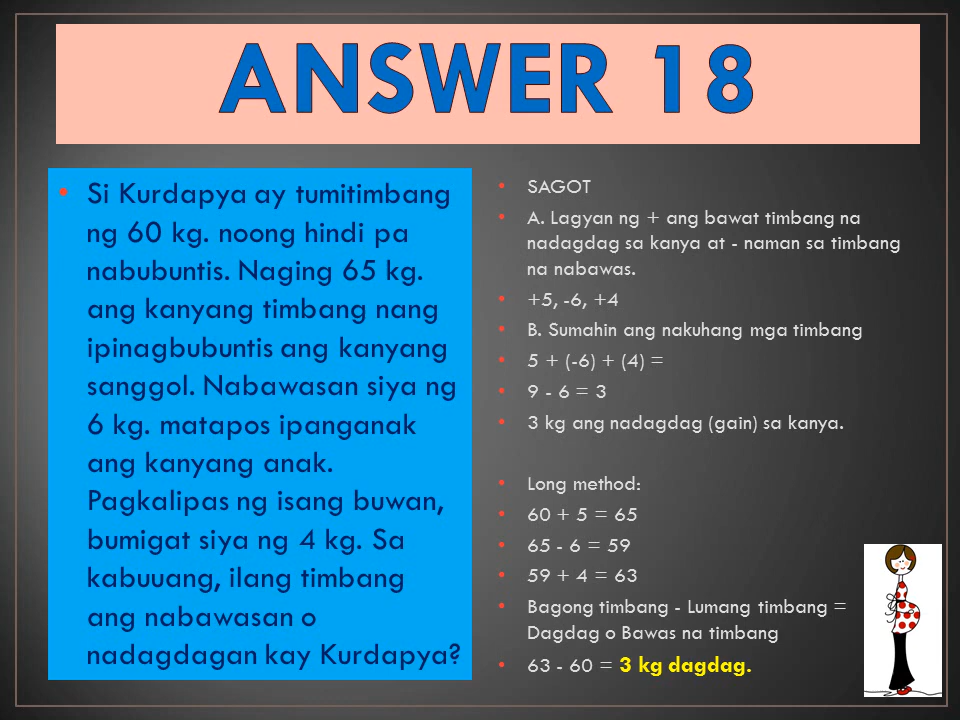 ANSWER 18
• Si Kurdapya ay tumitimbang
ng 60 kg. noong hindi pa
nabubuntis. Naging 65 kg.
ang kanyang timbang nang
ipinagbubuntis ang kanyang
sanggol. Nabawasan siya ng
6 kg. matapos ipanganak
ang kanyang anak.
Pagkalipas ng isang buwan,
bumigat siya ng 4 kg. Sa
kabuuang, ilang timbang
ang nabawasan o
nadagdagan kay Kurdapya?
• SAGOT
• A. Lagyan ng + ang bawat timbang na
nadagdag sa kanya at - naman sa timbang
na nabawas.
• +5, -6, +4
• B. Sumahin ang nakuhang mga timbang
• 5 + (-6) + (4) =
• 9 - 6 = 3
• 3 kg ang nadagdag (gain) sa kanya.
• Long method:
• 60 + 5 = 65
• 65 - 6 = 59
• 59 + 4 = 63
• Bagong timbang - Lumang timbang =
Dagdag o Bawas na timbang
• 63 - 60 = 3 kg dagdag.